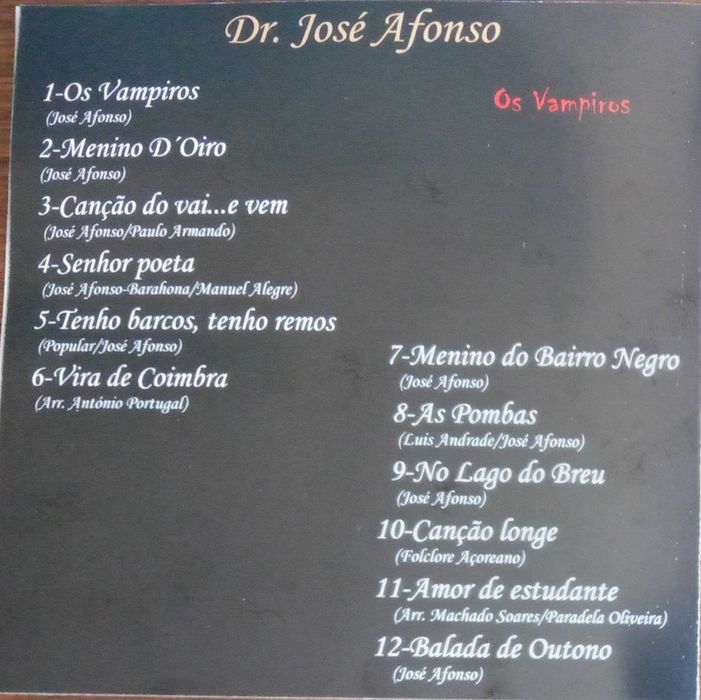 Dr. José Afonso
Os Vampiros
1-Os Vampiros
(José Afonso)
2-Menino D´Oiro
(José Afonso)
3-Canção do vai...e vem
(José Afonso/Paulo Armando)
4-Senhor poeta
(José Afonso-Barahona/Manuel Alegre)
5-Tenho barcos, tenho remos
(Popular/José Afonso)
6-Vira de Coimbra
(Arr. António Portugal)
7-Menino do Bairro Negro
(José Afonso)
8-As Pombas
(Luis Andrade/José Afonso)
9-No Lago do Breu
(José Afonso)
10-Canção longe
(Folclore Açoreano)
11-Amor de estudante
(Arr. Machado Soares/Paradela Oliveira)
12-Balada de Outono
(José Afonso)